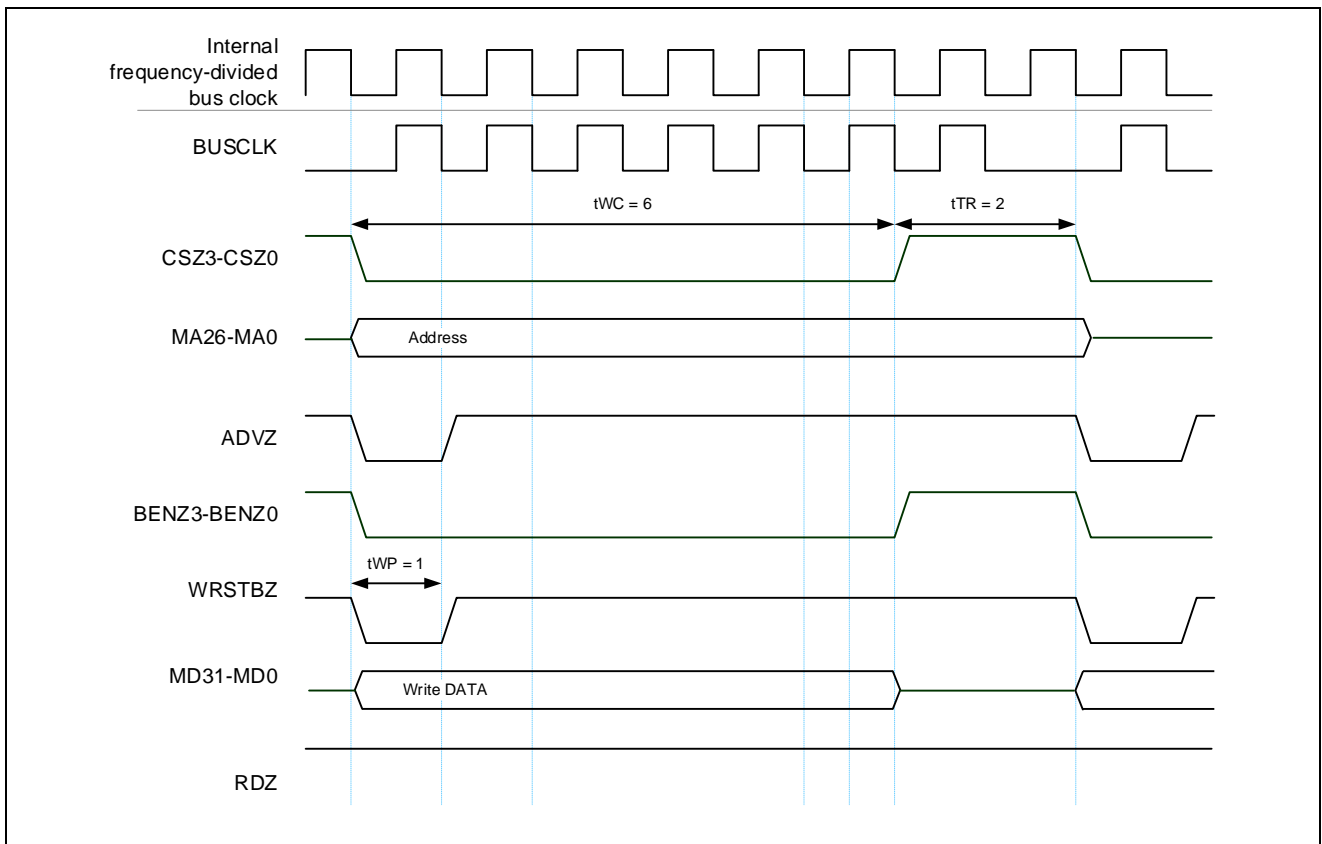 Internal
frequency-divided
bus clock
BUSCLK
tWC = 6
tTR = 2
CSZ3-CSZ0
MA26-MA0
Address
ADVZ
BENZ3-BENZ0
tWP = 1
WRSTBZ
MD31-MD0
Write DATA
RDZ